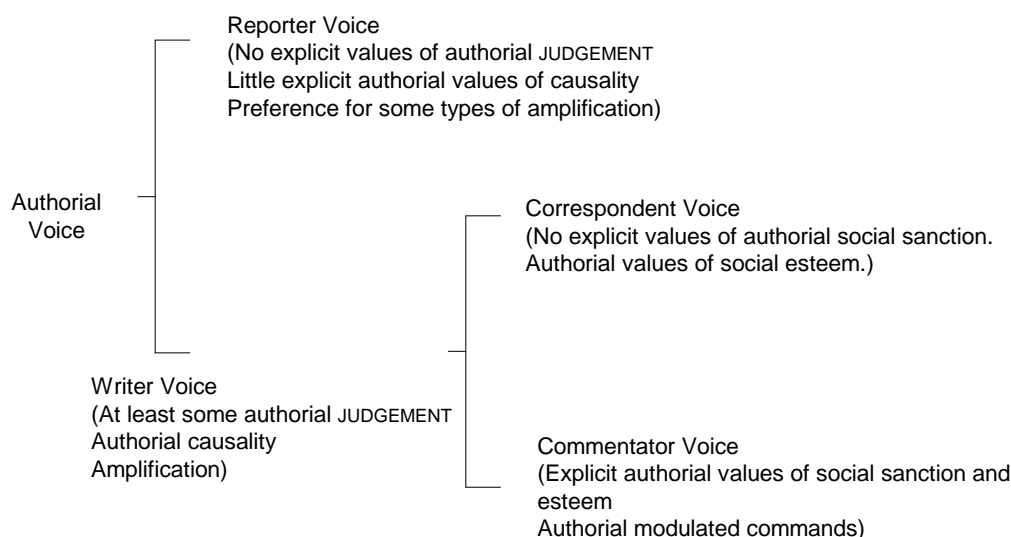 Reporter Voice
(No explicit values of authorial JUDGEMENT
Little explicit authorial values of causality
Preference for some types of amplification)
Authorial
Voice
Correspondent Voice
(No explicit values of authorial social sanction.
Authorial values of social esteem.)
Writer Voice
(At least some authorial JUDGEMENT
Authorial causality
Amplification)
Commentator Voice
(Explicit authorial values of social sanction and
esteem
Authorial modulated commands)